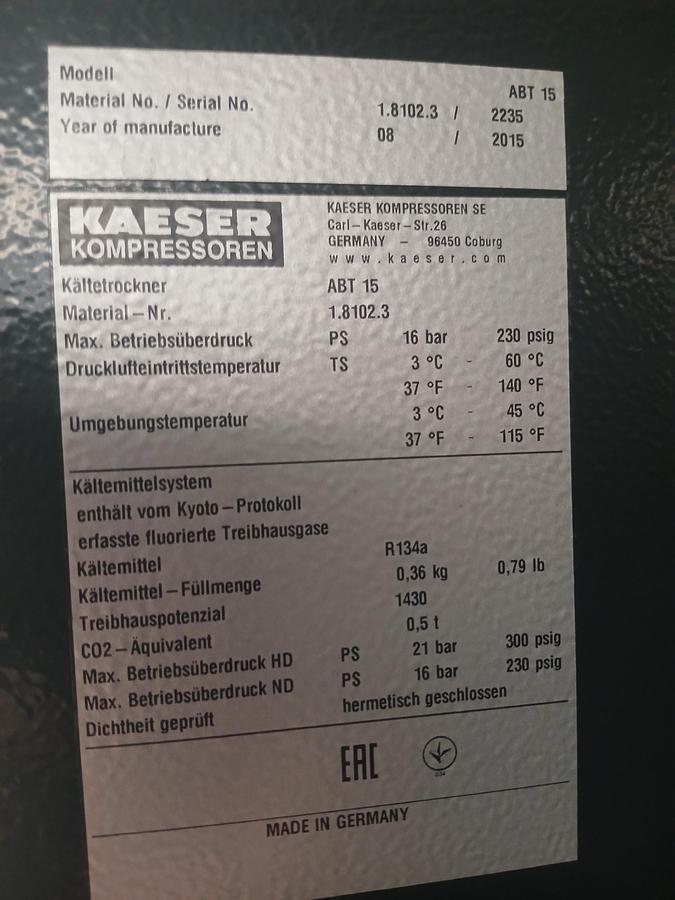 Modell ABT 15
Material No. / Serial No. 1.8102.3 / 2235
Year of manufacture 08 / 2015
KAESER
KOMPRESSOREN
KAESER KOMPRESSOREN SE
Carl-Kaeser-Str.26
GERMANY - 96450 Coburg
www.kaeser.com
Kältetrockner ABT 15
Material-Nr. 1.8102.3
Max. Betriebsüberdruck PS 16 bar 230 psig
Drucklufteintrittstemperatur TS 3 °C - 60 °C
37 °F - 140 °F
Umgebungstemperatur 3 °C - 45 °C
37 °F - 115 °F
Kältemittelsystem
enthält vom Kyoto-Protokoll
erfasste fluorierte Treibhausgase
Kältemittel R134a
Kältemittel-Füllmenge 0,36 kg 0,79 lb
Treibhauspotenzial 1430
CO2-Äquivalent 0,5 t
Max. Betriebsüberdruck HD PS 21 bar 300 psig
Max. Betriebsüberdruck ND PS 16 bar 230 psig
Dichtheit geprüft hermetisch geschlossen
EAC
MADE IN GERMANY